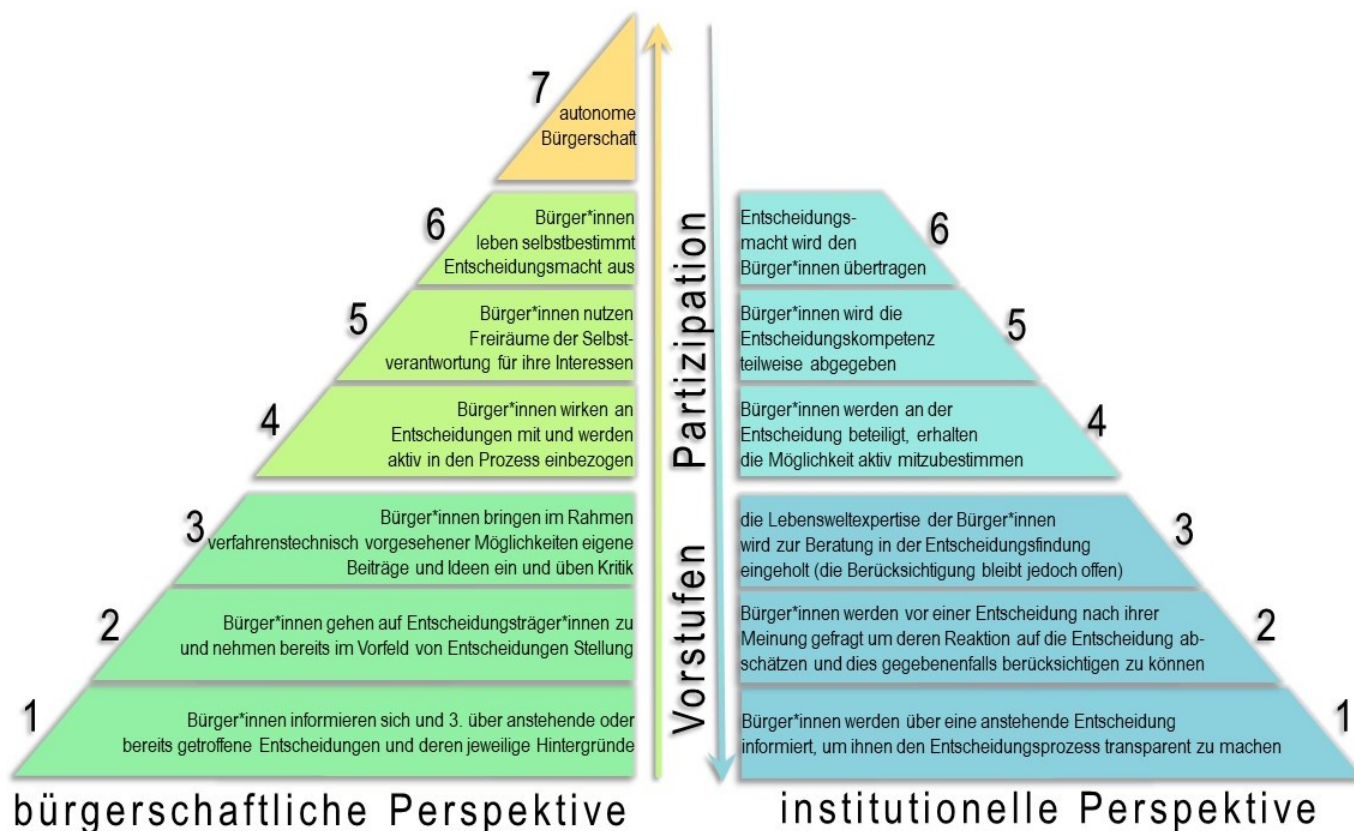 7
autonome
Bürgerschaft
6
Bürger*innen
leben selbstbestimmt
Entscheidungsmacht aus
5
Bürger*innen nutzen
Freiräume der Selbst-
verantwortung für ihre Interessen
4
Bürger*innen wirken an
Entscheidungen mit und werden
aktiv in den Prozess einbezogen
3
Bürger*innen bringen im Rahmen
verfahrenstechnisch vorgesehener Möglichkeiten eigene
Beiträge und Ideen ein und üben Kritik
2
Bürger*innen gehen auf Entscheidungsträger*innen zu
und nehmen bereits im Vorfeld von Entscheidungen Stellung
1
Bürger*innen informieren sich und 3. über anstehende oder
bereits getroffene Entscheidungen und deren jeweilige Hintergründe
bürgerschaftliche Perspektive
Partizipation
Vorstufen
Entscheidungs-
macht wird den
Bürger*innen übertragen
6
Bürger*innen wird die
Entscheidungskompetenz
teilweise abgegeben
5
Bürger*innen werden an der
Entscheidung beteiligt, erhalten
die Möglichkeit aktiv mitzubestimmen
4
die Lebensweltexpertise der Bürger*innen
wird zur Beratung in der Entscheidungsfindung
eingeholt (die Berücksichtigung bleibt jedoch offen)
3
Bürger*innen werden vor einer Entscheidung nach ihrer
Meinung gefragt um deren Reaktion auf die Entscheidung ab-
schätzen und dies gegebenenfalls berücksichtigen zu können
2
Bürger*innen werden über eine anstehende Entscheidung
informiert, um ihnen den Entscheidungsprozess transparent zu machen
1
institutionelle Perspektive